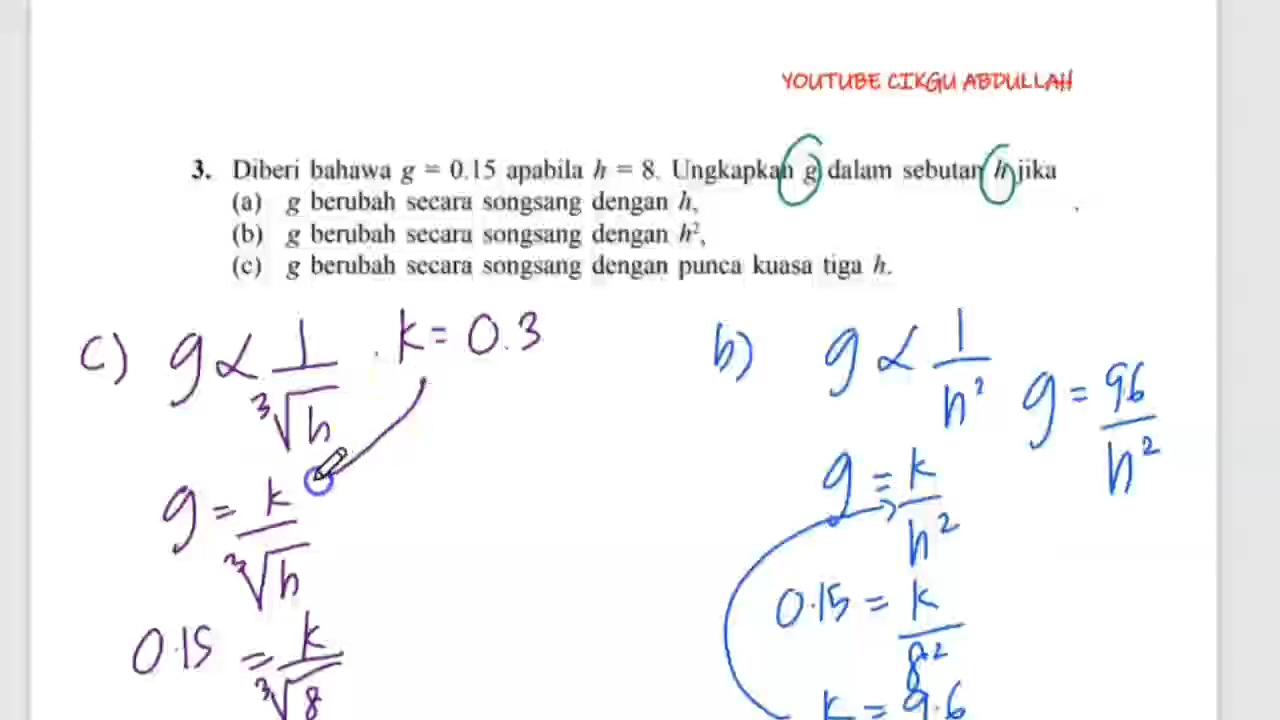 YOUTUBE CIKGU ABDULLAH
3. Diberi bahawa g = 0.15 apabila h = 8. Ungkapkan g dalam sebutan h jika
(a) g berubah secara songsang dengan h,
(b) g berubah secara songsang dengan h²,
(c) g berubah secara songsang dengan punca kuasa tiga h.
c) g ∝ 1/∛h
k = 0.3
g = k/∛h
0.15 = k/∛8
b) g ∝ 1/h²
g = 9.6/h²
g = k/h²
0.15 = k/8²
k = 9.6